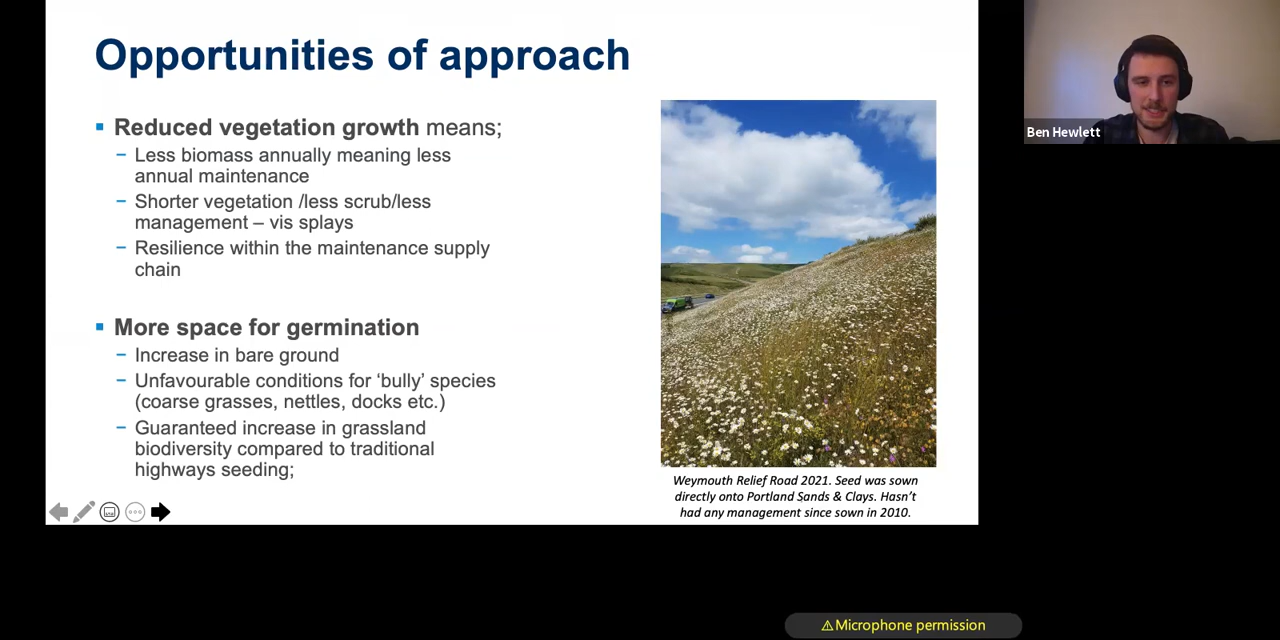 Opportunities of approach
Reduced vegetation growth means;
Less biomass annually meaning less
annual maintenance
Shorter vegetation /less scrub/less
management – vis splays
Resilience within the maintenance supply
chain
More space for germination
Increase in bare ground
Unfavourable conditions for ‘bully’ species
(coarse grasses, nettles, docks etc.)
Guaranteed increase in grassland
biodiversity compared to traditional
highways seeding;
Weymouth Relief Road 2021. Seed was sown
directly onto Portland Sands & Clays. Hasn’t
had any management since sown in 2010.
Ben Hewlett
Microphone permission